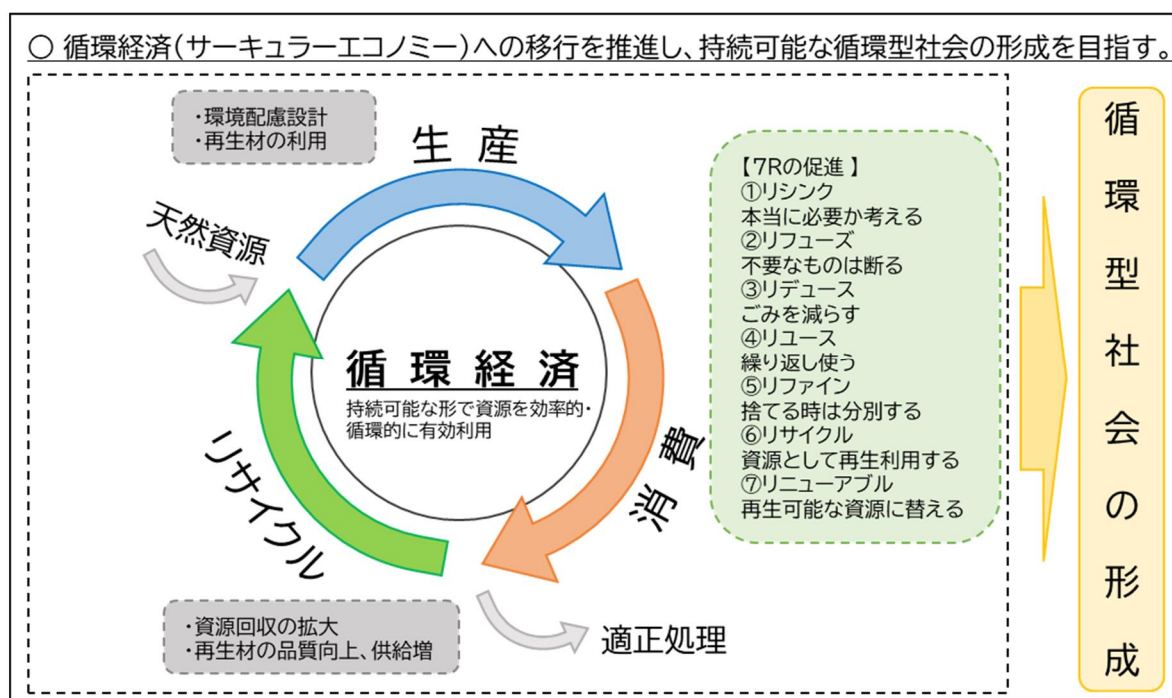 ○ 循環経済(サーキュラーエコノミー)への移行を推進し、持続可能な循環型社会の形成を目指す。
・環境配慮設計
・再生材の利用
生産
天然資源
循環経済
持続可能な形で資源を効率的・
循環的に有効利用
消費
リサイクル
・資源回収の拡大
・再生材の品質向上、供給増
適正処理
【7Rの促進】
①リシンク
本当に必要か考える
②リフューズ
不要なものは断る
③リデュース
ごみを減らす
④リユース
繰り返し使う
⑤リファイン
捨てる時は分別する
⑥リサイクル
資源として再生利用する
⑦リニューアブル
再生可能な資源に替える
循環型社会の形成